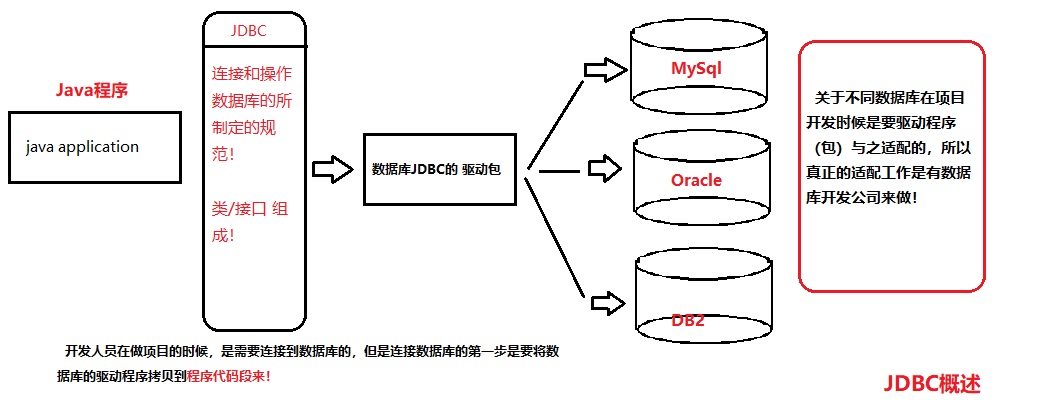 Java程序
java application
JDBC
连接和操作
数据库的所
制定的规
范！
类/接口 组
成！
数据库JDBC的 驱动包
MySql
Oracle
DB2
关于不同数据库在项目
开发时候是要驱动程序
（包）与之适配的，所以
真正的适配工作是有数据
库开发公司来做！
开发人员在做项目的时候，是需要连接到数据库的，但是连接数据库的第一步是要将数
据库的驱动程序拷贝到程序代码段来！
JDBC概述